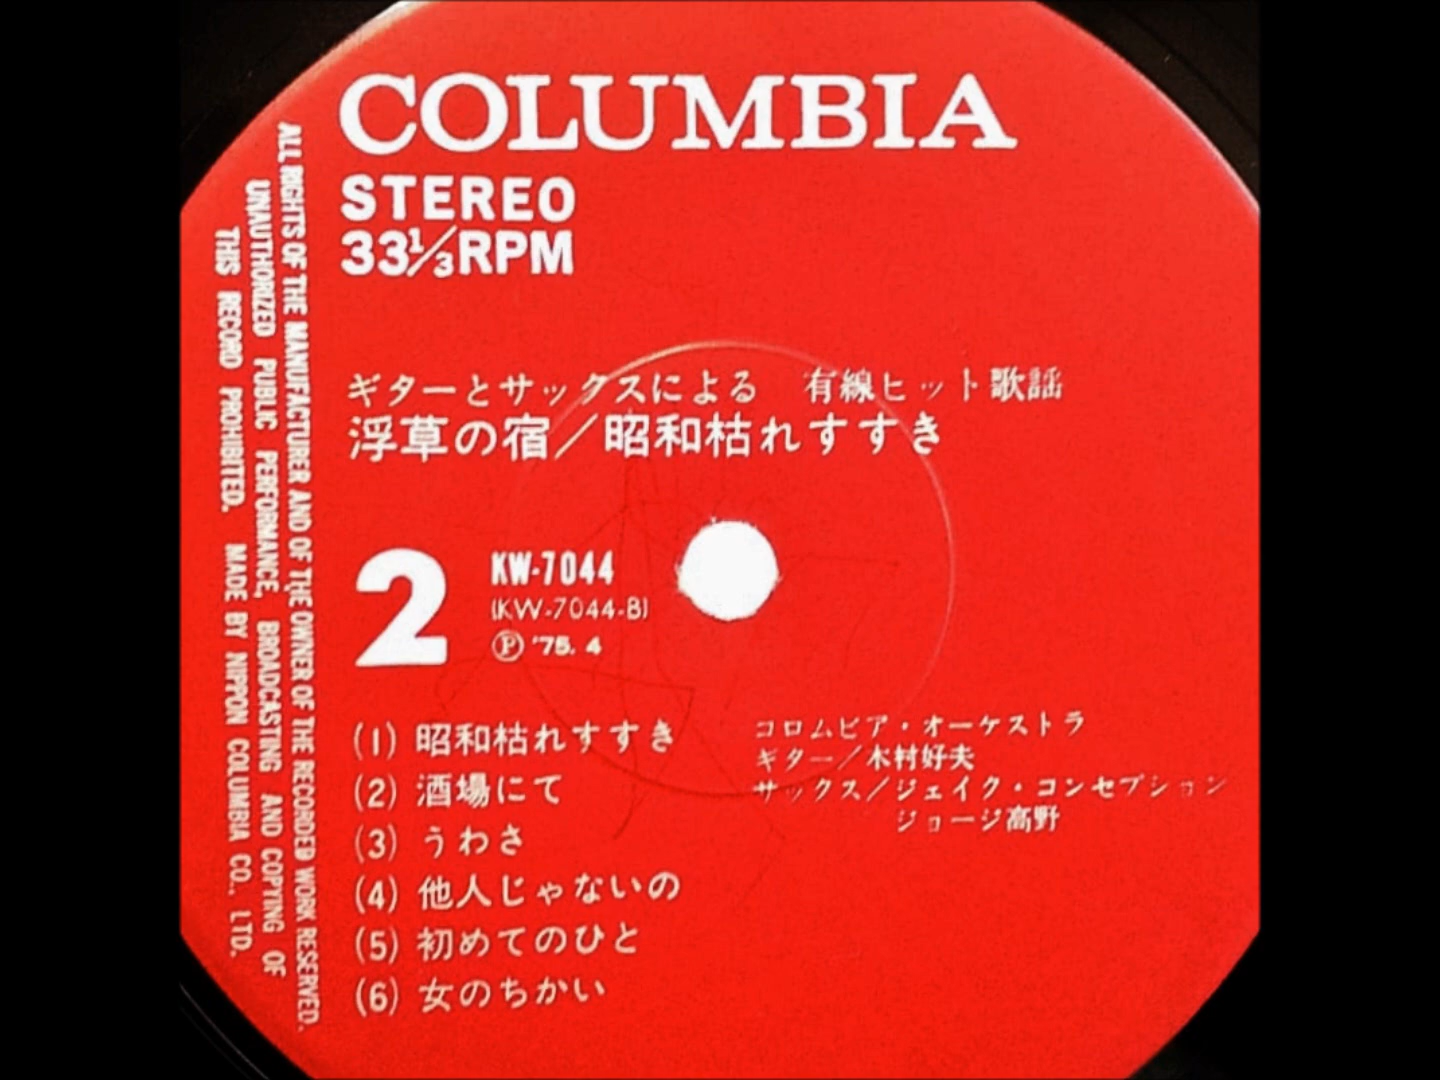 COLUMBIA
STEREO
33⅓RPM
ギターとサックスによる 有線ヒット歌謡
浮草の宿／昭和枯れすすき
2
KW-7044
(KW-7044-B)
Ⓟ '75. 4
(1) 昭和枯れすすき
(2) 酒場にて
(3) うわさ
(4) 他人じゃないの
(5) 初めてのひと
(6) 女のちかい
コロムビア・オーケストラ
ギター／木村好夫
サックス／ジェイク・コンセプション
ジョージ高野
ALL RIGHTS OF THE MANUFACTURER AND OF THE OWNER OF THE RECORDED WORK RESERVED.
UNAUTHORIZED PUBLIC PERFORMANCE, BROADCASTING AND COPYING OF
THIS RECORD PROHIBITED. MADE BY NIPPON COLUMBIA CO., LTD.